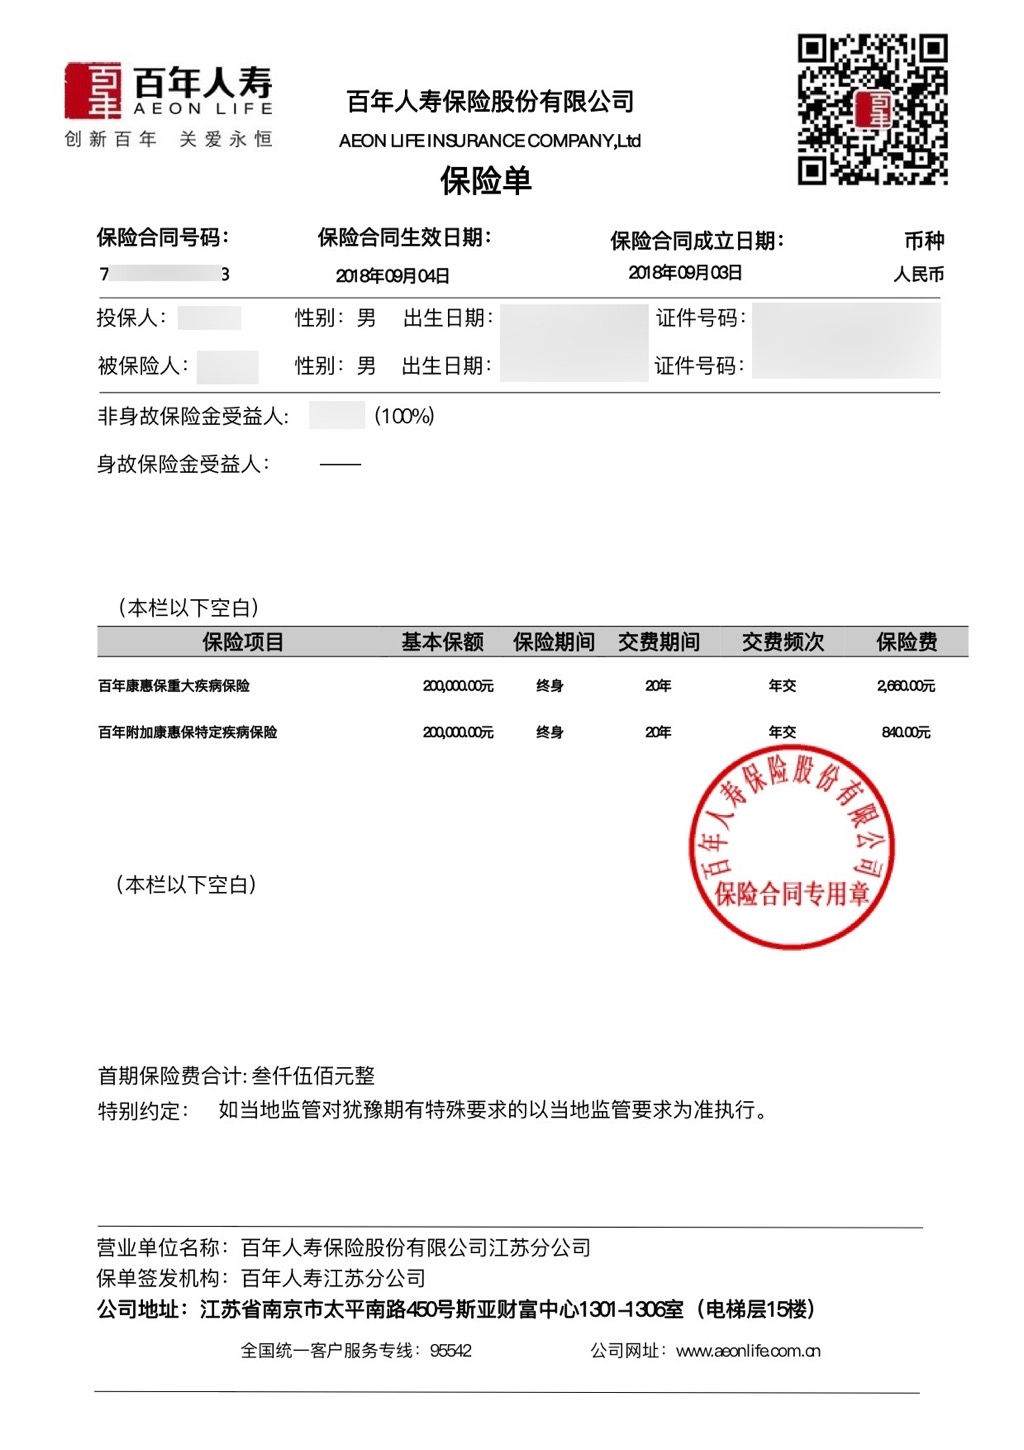 百年人寿
AEON LIFE
创新百年 关爱永恒
百年人寿保险股份有限公司
AEON LIFE INSURANCE COMPANY,Ltd
保险单
保险合同号码： 保险合同生效日期： 保险合同成立日期： 币种
7 3 2018年09月04日 2018年09月03日 人民币
投保人： 性别：男 出生日期： 证件号码：
被保险人： 性别：男 出生日期： 证件号码：
非身故保险金受益人: (100%)
身故保险金受益人： ——
（本栏以下空白）
保险项目 基本保额 保险期间 交费期间 交费频次 保险费
百年康惠保重大疾病保险 200,000.00元 终身 20年 年交 2,660.00元
百年附加康惠保特定疾病保险 200,000.00元 终身 20年 年交 840.00元
百年人寿保险股份有限公司
保险合同专用章
（本栏以下空白）
首期保险费合计: 叁仟伍佰元整
特别约定： 如当地监管对犹豫期有特殊要求的以当地监管要求为准执行。
营业单位名称：百年人寿保险股份有限公司江苏分公司
保单签发机构：百年人寿江苏分公司
公司地址：江苏省南京市太平南路450号斯亚财富中心1301-1306室（电梯层15楼）
全国统一客户服务专线：95542 公司网址：www.aeonlife.com.cn